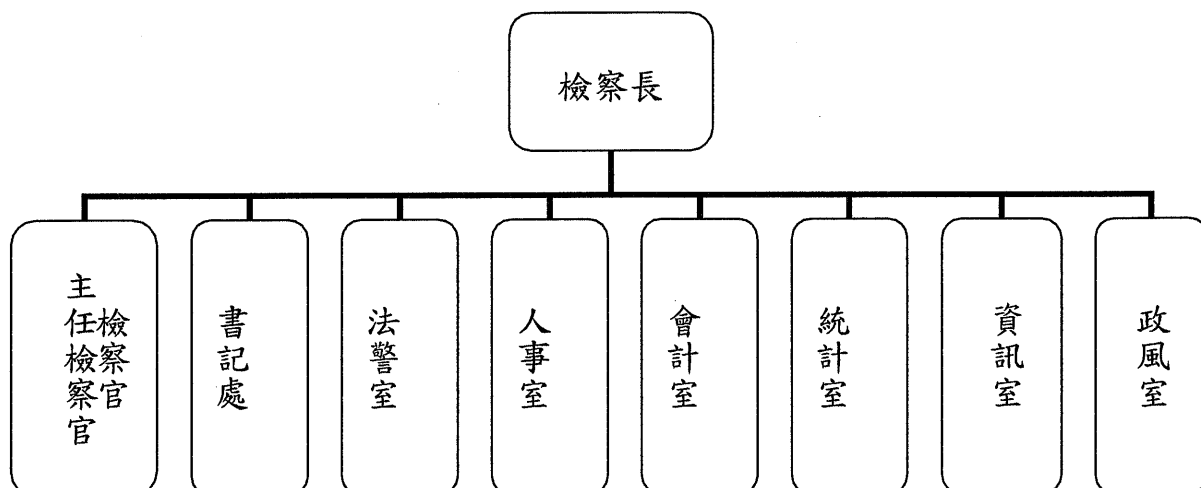 檢察長
主任檢察官
檢察官
書記處
法警室
人事室
會計室
統計室
資訊室
政風室